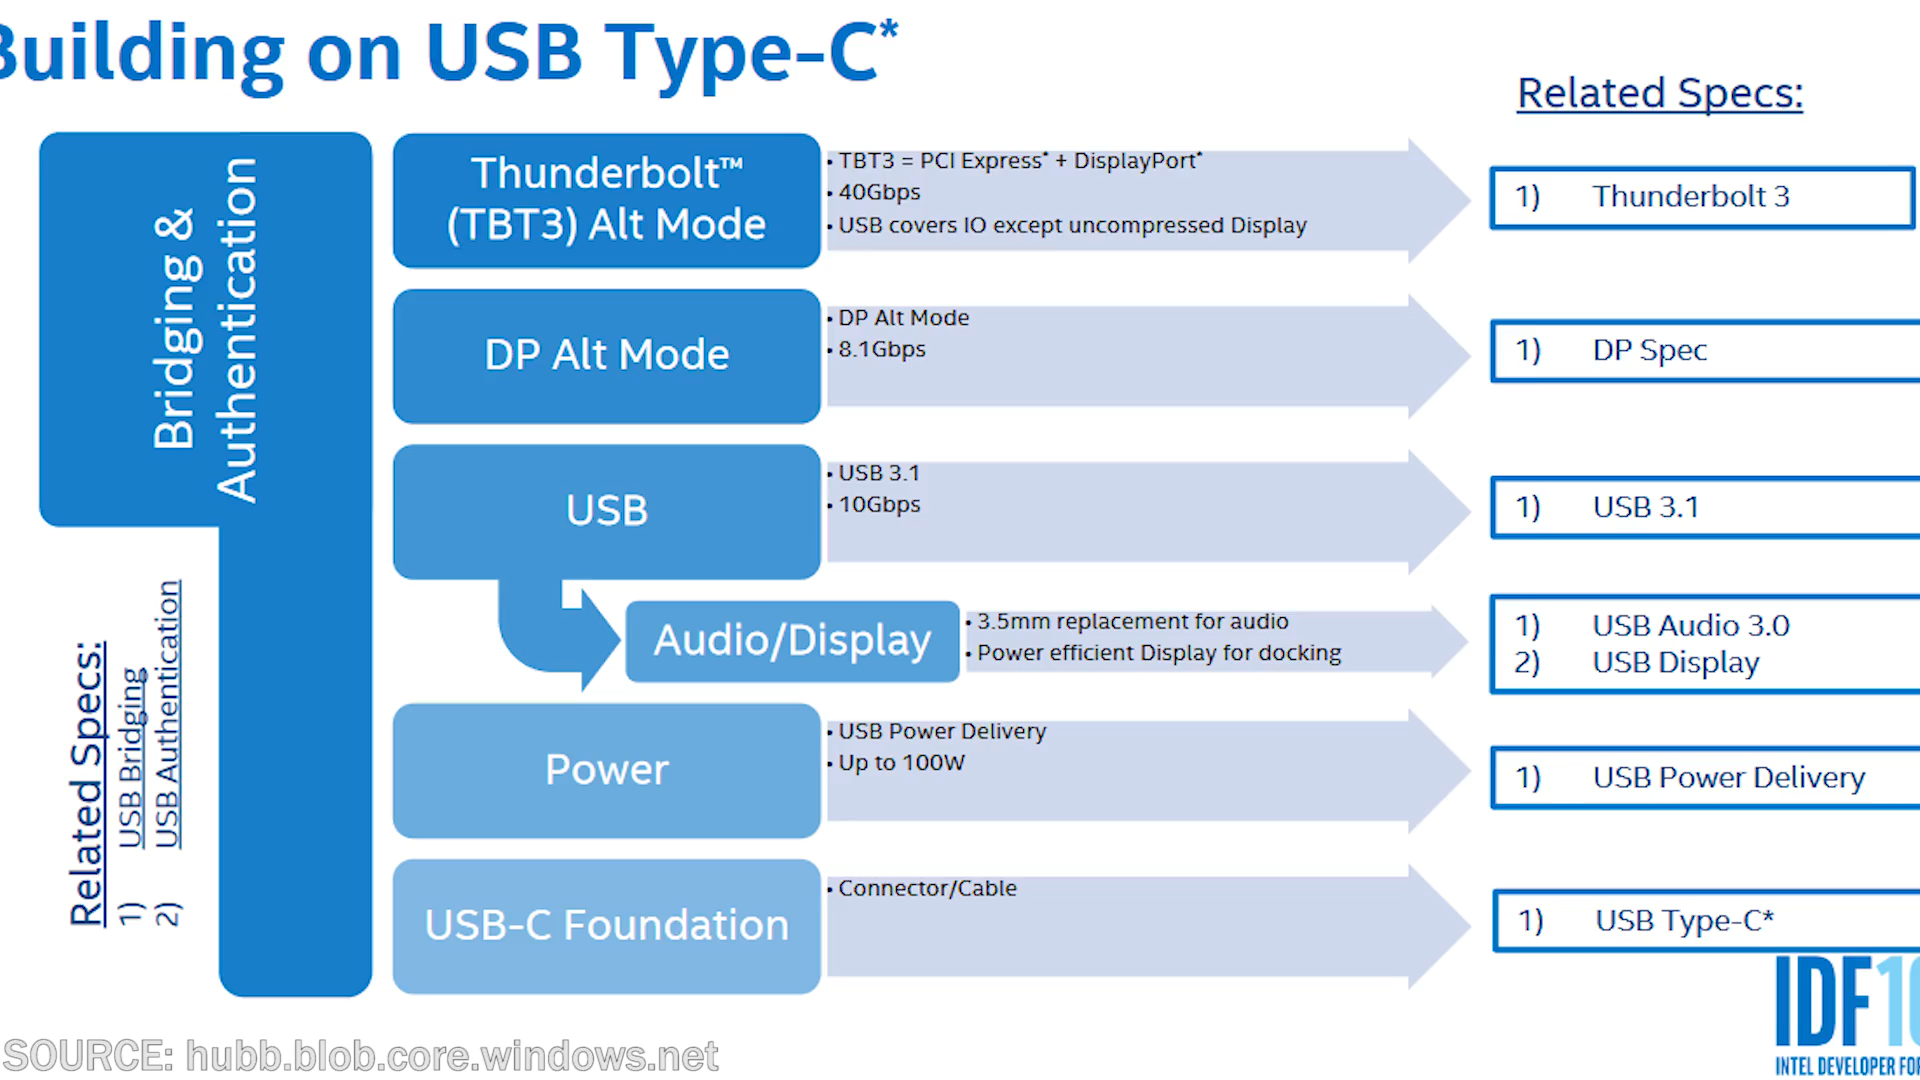 Building on USB Type-C*
Related Specs:
Bridging &
Authentication
Related Specs:
1) USB Bridging
2) USB Authentication
Thunderbolt™
(TBT3) Alt Mode
• TBT3 = PCI Express* + DisplayPort*
• 40Gbps
• USB covers IO except uncompressed Display
1) Thunderbolt 3
DP Alt Mode
• DP Alt Mode
• 8.1Gbps
1) DP Spec
USB
• USB 3.1
• 10Gbps
1) USB 3.1
Audio/Display
• 3.5mm replacement for audio
• Power efficient Display for docking
1) USB Audio 3.0
2) USB Display
Power
• USB Power Delivery
• Up to 100W
1) USB Power Delivery
USB-C Foundation
• Connector/Cable
1) USB Type-C*
IDF1
INTEL DEVELOPER FO
SOURCE: hubb.blob.core.windows.net